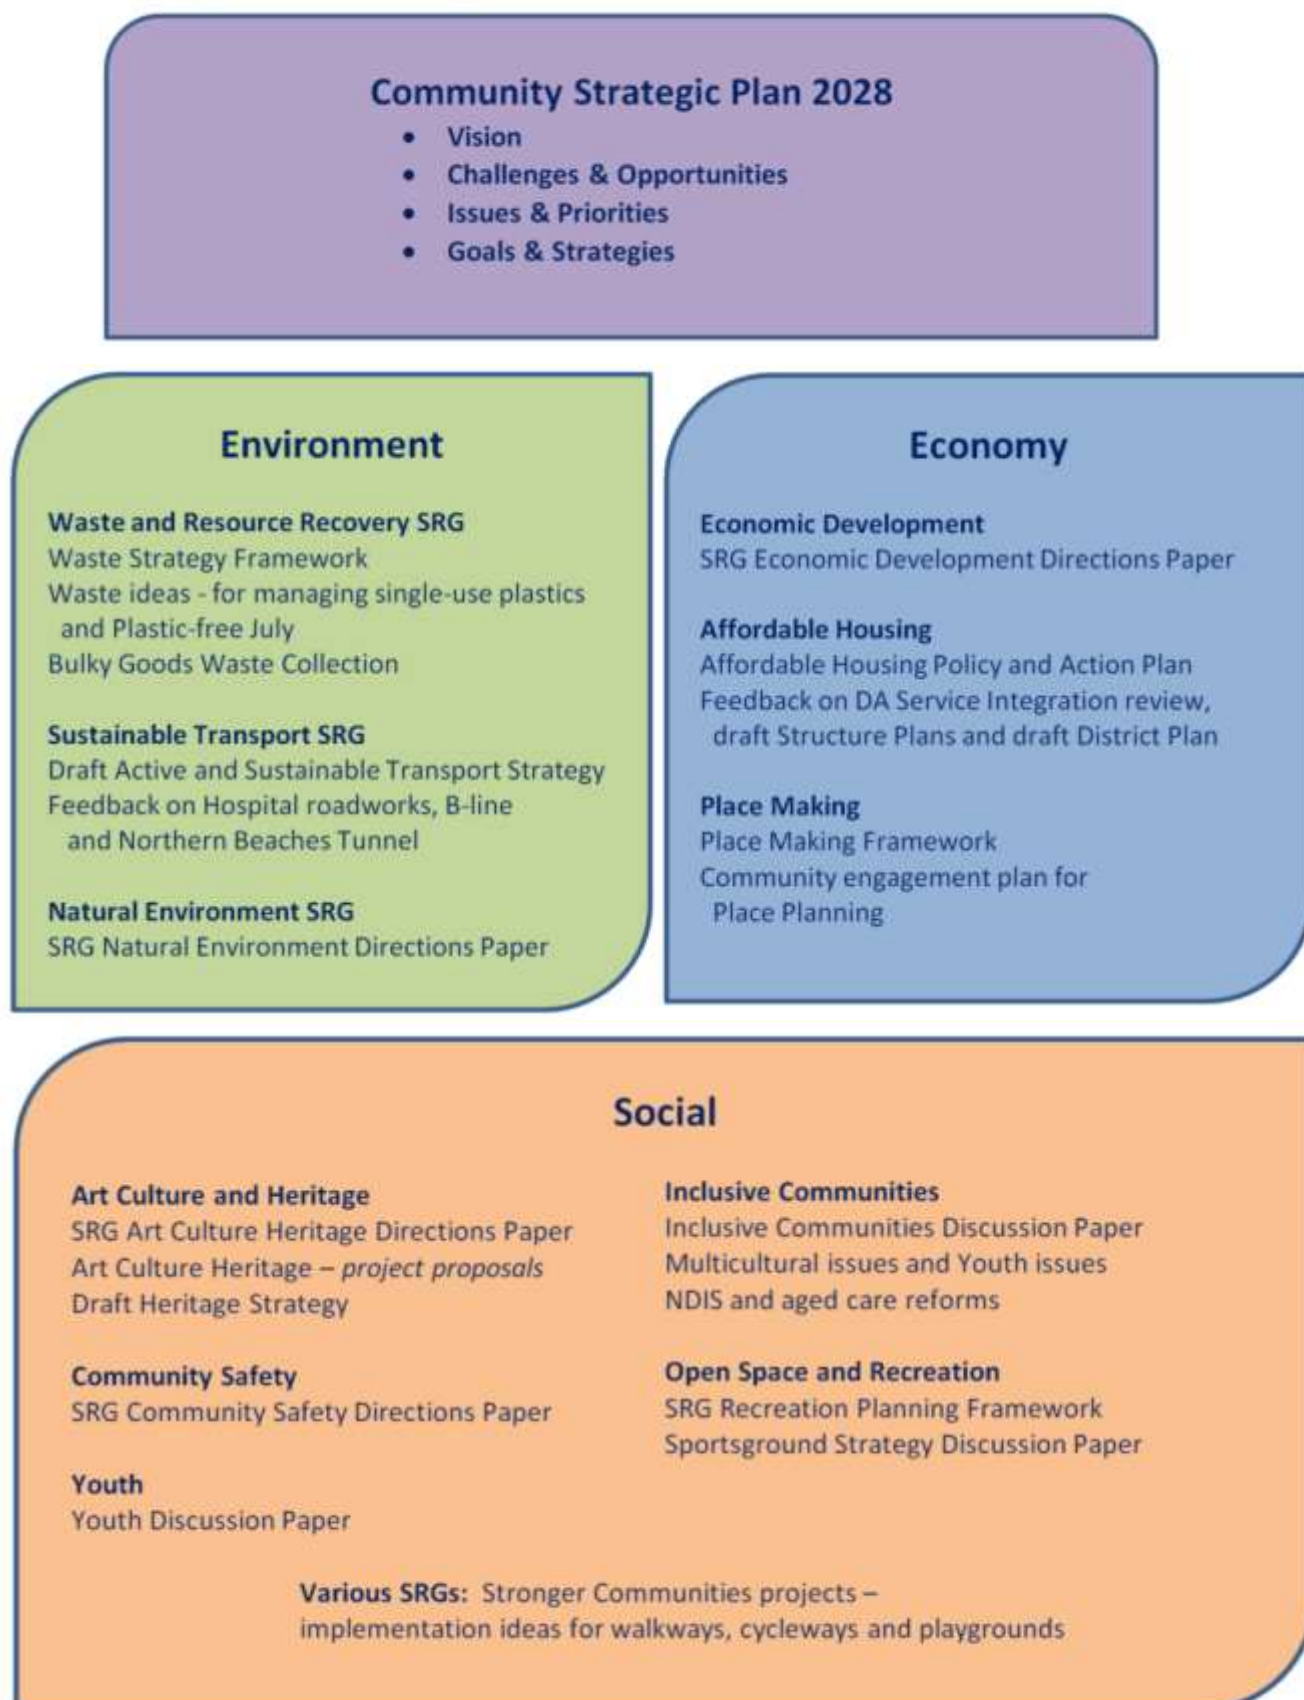 Community Strategic Plan 2028
• Vision
• Challenges & Opportunities
• Issues & Priorities
• Goals & Strategies
Environment
Waste and Resource Recovery SRG
Waste Strategy Framework
Waste ideas - for managing single-use plastics
and Plastic-free July
Bulky Goods Waste Collection
Sustainable Transport SRG
Draft Active and Sustainable Transport Strategy
Feedback on Hospital roadworks, B-line
and Northern Beaches Tunnel
Natural Environment SRG
SRG Natural Environment Directions Paper
Economy
Economic Development
SRG Economic Development Directions Paper
Affordable Housing
Affordable Housing Policy and Action Plan
Feedback on DA Service Integration review,
draft Structure Plans and draft District Plan
Place Making
Place Making Framework
Community engagement plan for
Place Planning
Social
Art Culture and Heritage
SRG Art Culture Heritage Directions Paper
Art Culture Heritage – project proposals
Draft Heritage Strategy
Community Safety
SRG Community Safety Directions Paper
Youth
Youth Discussion Paper
Inclusive Communities
Inclusive Communities Discussion Paper
Multicultural issues and Youth issues
NDIS and aged care reforms
Open Space and Recreation
SRG Recreation Planning Framework
Sportsground Strategy Discussion Paper
Various SRGs: Stronger Communities projects –
implementation ideas for walkways, cycleways and playgrounds